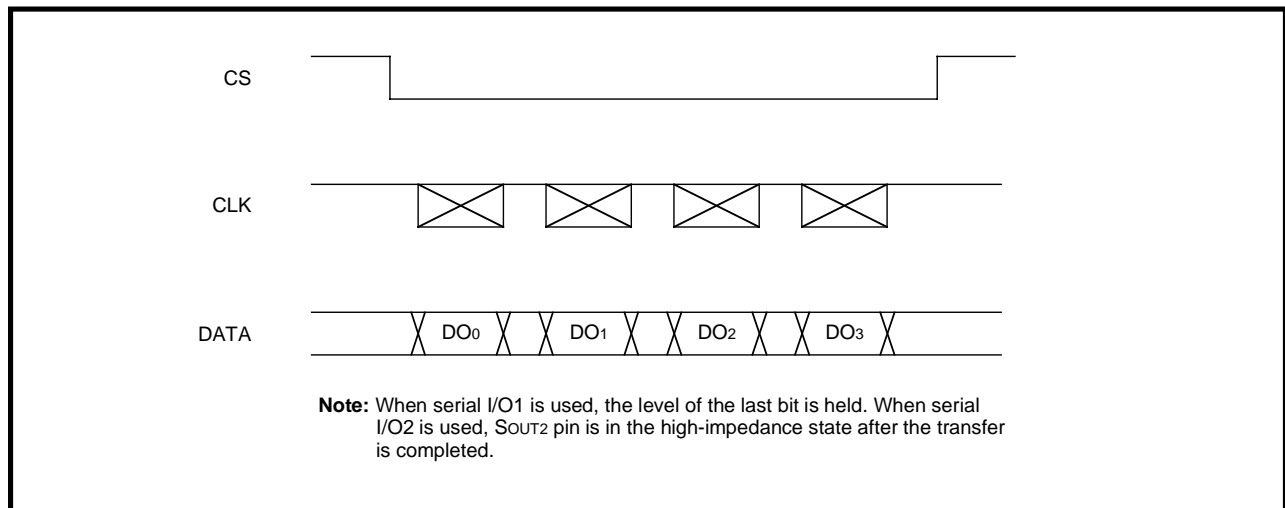 CS
CLK
DATA
DO0 DO1 DO2 DO3
Note: When serial I/O1 is used, the level of the last bit is held. When serial
I/O2 is used, SOUT2 pin is in the high-impedance state after the transfer
is completed.